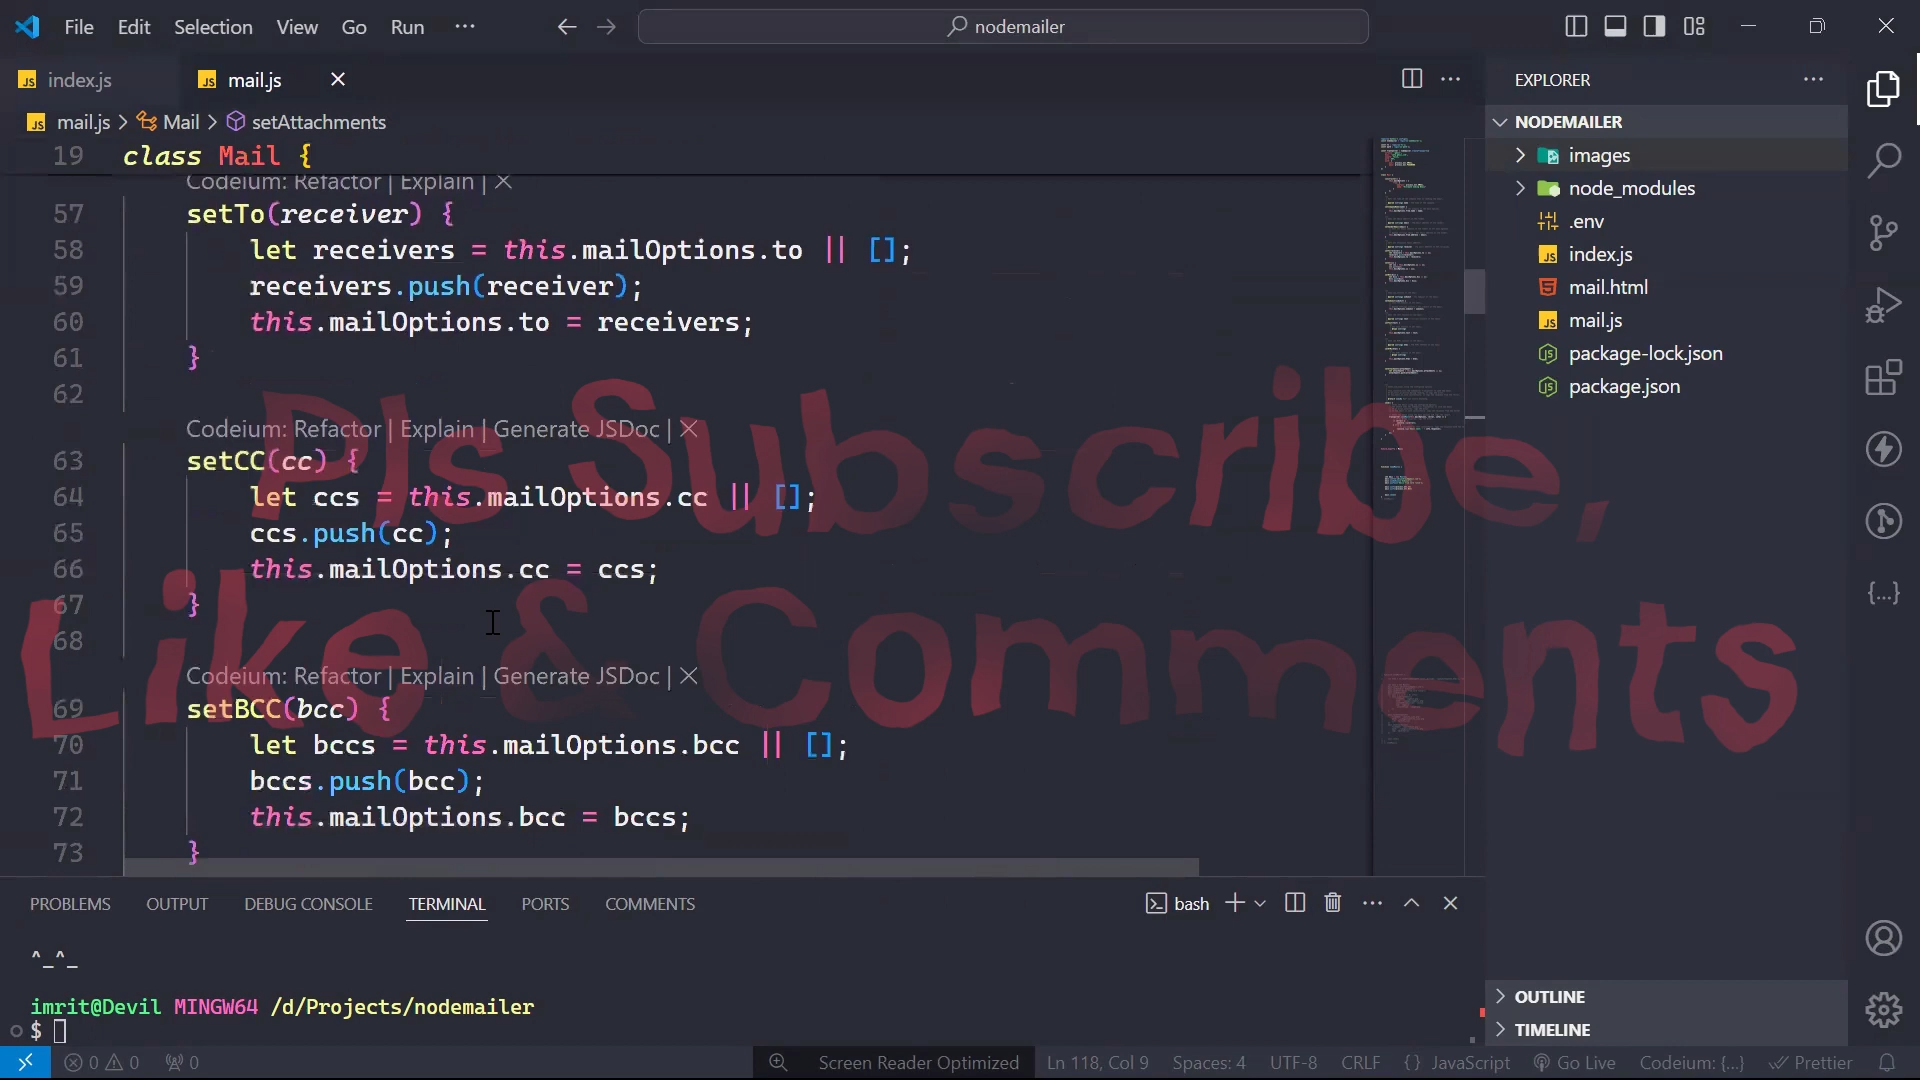 File Edit Selection View Go Run ··· nodemailer
index.js mail.js
mail.js > Mail > setAttachments
19 class Mail {
Codeium: Refactor | Explain |
57 setTo(receiver) {
58 let receivers = this.mailOptions.to || [];
59 receivers.push(receiver);
60 this.mailOptions.to = receivers;
61 }
62
Codeium: Refactor | Explain | Generate JSDoc |
63 setCC(cc) {
64 let ccs = this.mailOptions.cc || [];
65 ccs.push(cc);
66 this.mailOptions.cc = ccs;
67 }
68
Codeium: Refactor | Explain | Generate JSDoc |
69 setBCC(bcc) {
70 let bccs = this.mailOptions.bcc || [];
71 bccs.push(bcc);
72 this.mailOptions.bcc = bccs;
73 }
Pls Subscribe,
Like & Comments
EXPLORER
NODEMAILER
images
node_modules
.env
index.js
mail.html
mail.js
package-lock.json
package.json
OUTLINE
TIMELINE
PROBLEMS OUTPUT DEBUG CONSOLE TERMINAL PORTS COMMENTS bash
^_^_
imrit@Devil MINGW64 /d/Projects/nodemailer
$
0 0 0 Screen Reader Optimized Ln 118, Col 9 Spaces: 4 UTF-8 CRLF {} JavaScript Go Live Codeium: {...} Prettier